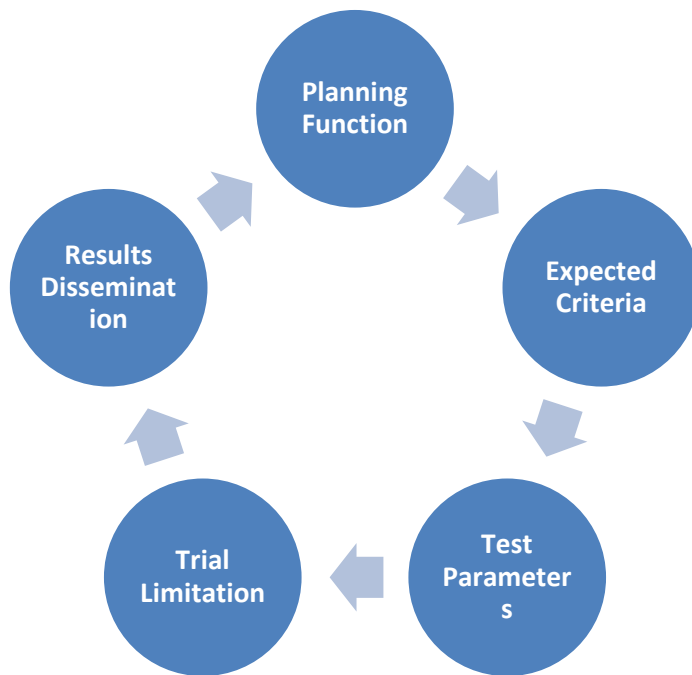 Planning
Function
Expected
Criteria
Test
Parameter
s
Trial
Limitation
Results
Disseminat
ion